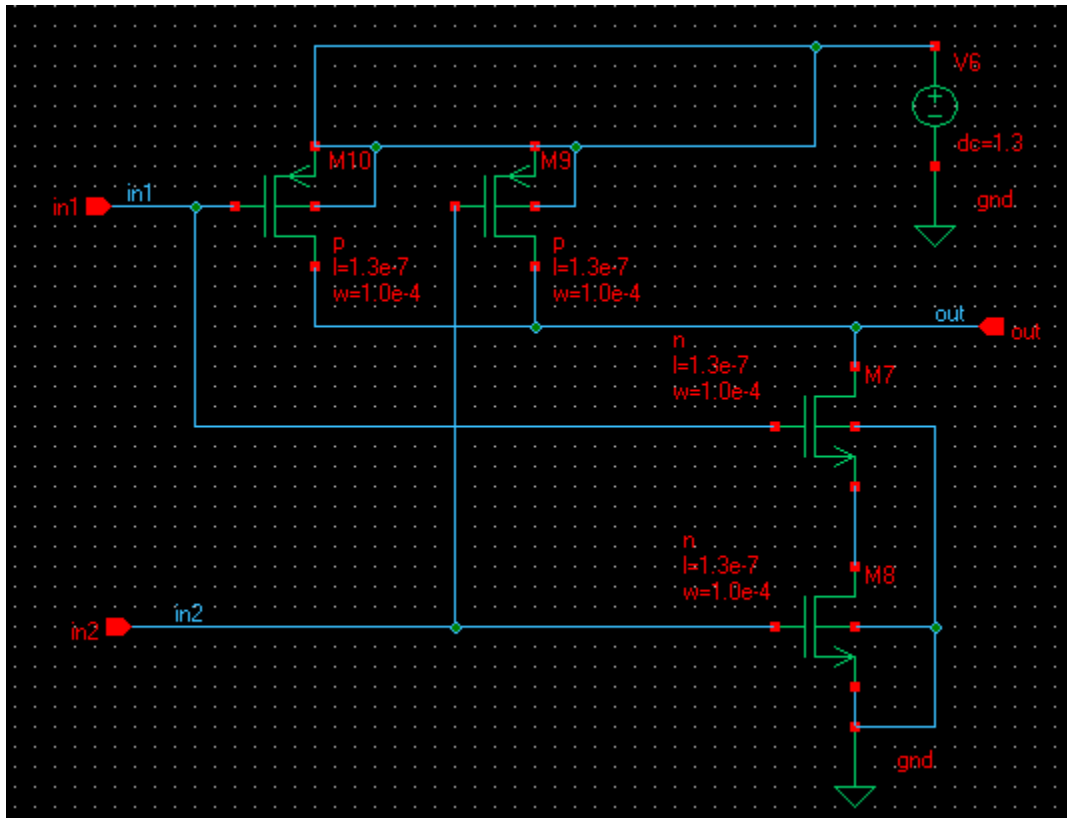 V6
dc=1.3
gnd
M10
M9
in1
in1
p
l=1.3e-7
w=1.0e-4
p
l=1.3e-7
w=1.0e-4
out
out
n
l=1.3e-7
w=1.0e-4
M7
n
l=1.3e-7
w=1.0e-4
M8
in2
in2
gnd